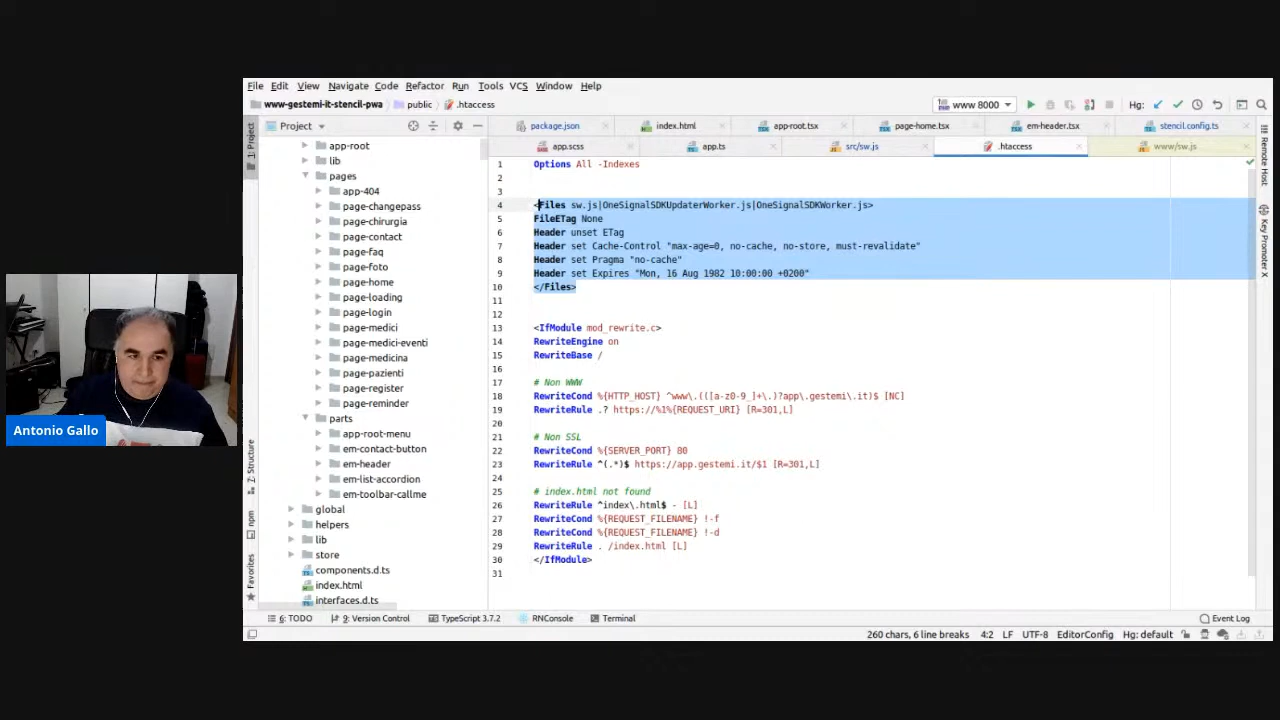 File Edit View Navigate Code Refactor Run Tools VCS Window Help
www-gestemi-it-stencil-pwa public .htaccess www 8000 Hg:
Project package.json index.html app-root.tsx page-home.tsx em-header.tsx stencil.config.ts
app.scss app.ts src/sw.js .htaccess www/sw.js
1: Project
app-root
lib
pages
app-404
page-changepass
page-chirurgia
page-contact
page-faq
page-foto
page-home
page-loading
page-login
page-medici
page-medici-eventi
page-medicina
page-pazienti
page-register
page-reminder
parts
app-root-menu
em-contact-button
em-header
em-list-accordion
em-toolbar-callme
global
helpers
lib
store
components.d.ts
index.html
interfaces.d.ts
Z: Structure
npm
Favorites
1 Options All -Indexes
2
3
4 <Files sw.js|OneSignalSDKUpdaterWorker.js|OneSignalSDKWorker.js>
5 FileETag None
6 Header unset ETag
7 Header set Cache-Control "max-age=0, no-cache, no-store, must-revalidate"
8 Header set Pragma "no-cache"
9 Header set Expires "Mon, 16 Aug 1982 10:00:00 +0200"
10 </Files>
11
12
13 <IfModule mod_rewrite.c>
14 RewriteEngine on
15 RewriteBase /
16
17 # Non WWW
18 RewriteCond %{HTTP_HOST} ^www\.(([a-z0-9_]+\.)?app\.gestemi\.it)$ [NC]
19 RewriteRule .? https://%1%{REQUEST_URI} [R=301,L]
20
21 # Non SSL
22 RewriteCond %{SERVER_PORT} 80
23 RewriteRule ^(.*)$ https://app.gestemi.it/$1 [R=301,L]
24
25 # index.html not found
26 RewriteRule ^index\.html$ - [L]
27 RewriteCond %{REQUEST_FILENAME} !-f
28 RewriteCond %{REQUEST_FILENAME} !-d
29 RewriteRule . /index.html [L]
30 </IfModule>
31
Remote Host
Key Promoter X
Antonio Gallo
6: TODO 9: Version Control TypeScript 3.7.2 RNConsole Terminal Event Log
260 chars, 6 line breaks 4:2 LF UTF-8 EditorConfig Hg: default